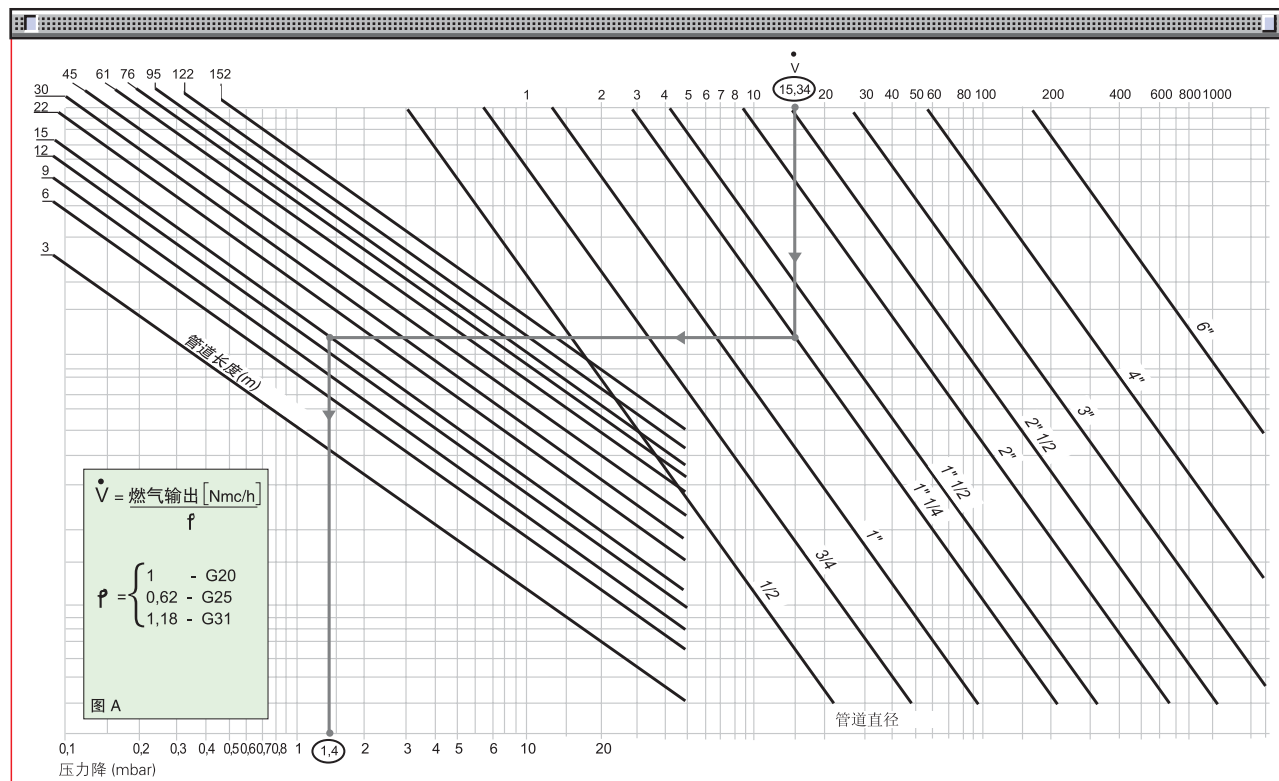 V
45 61 76 95 122 152
30
22
15
12
9
6
3
1 2 3 4 5 6 7 8 10 15,34 20 30 40 50 60 80 100 200 400 600 800 1000
管道长度(m)
6"
4"
3"
2" 1/2
2"
1" 1/2
1" 1/4
1"
3/4
1/2
V̇ = 燃气输出[Nmc/h]
f
f = { 1 - G20
0,62 - G25
1,18 - G31
图 A
管道直径
0,1 0,2 0,3 0,4 0,5 0,6 0,7 0,8 1 1,4 2 3 4 5 6 10 20
压力降 (mbar)